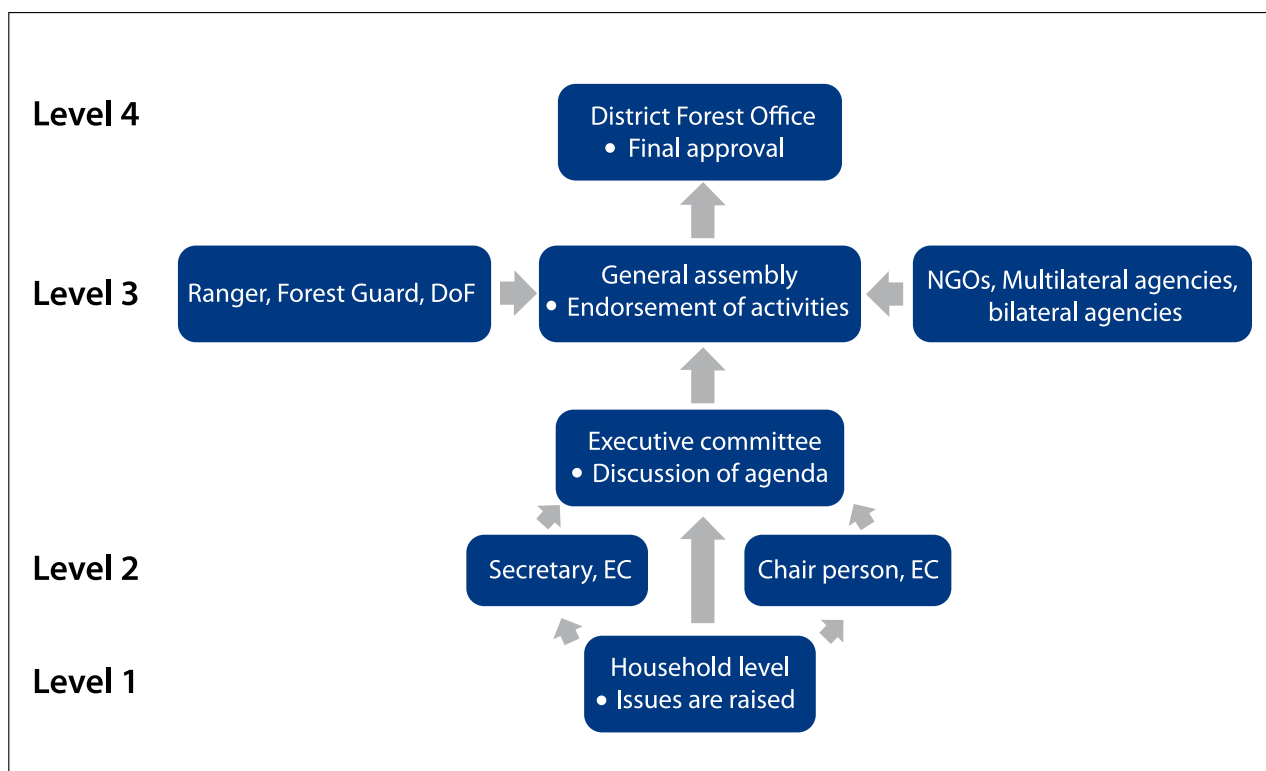 Level 4
District Forest Office
• Final approval
Level 3
Ranger, Forest Guard, DoF
General assembly
• Endorsement of activities
NGOs, Multilateral agencies,
bilateral agencies
Executive committee
• Discussion of agenda
Level 2
Secretary, EC
Chair person, EC
Level 1
Household level
• Issues are raised